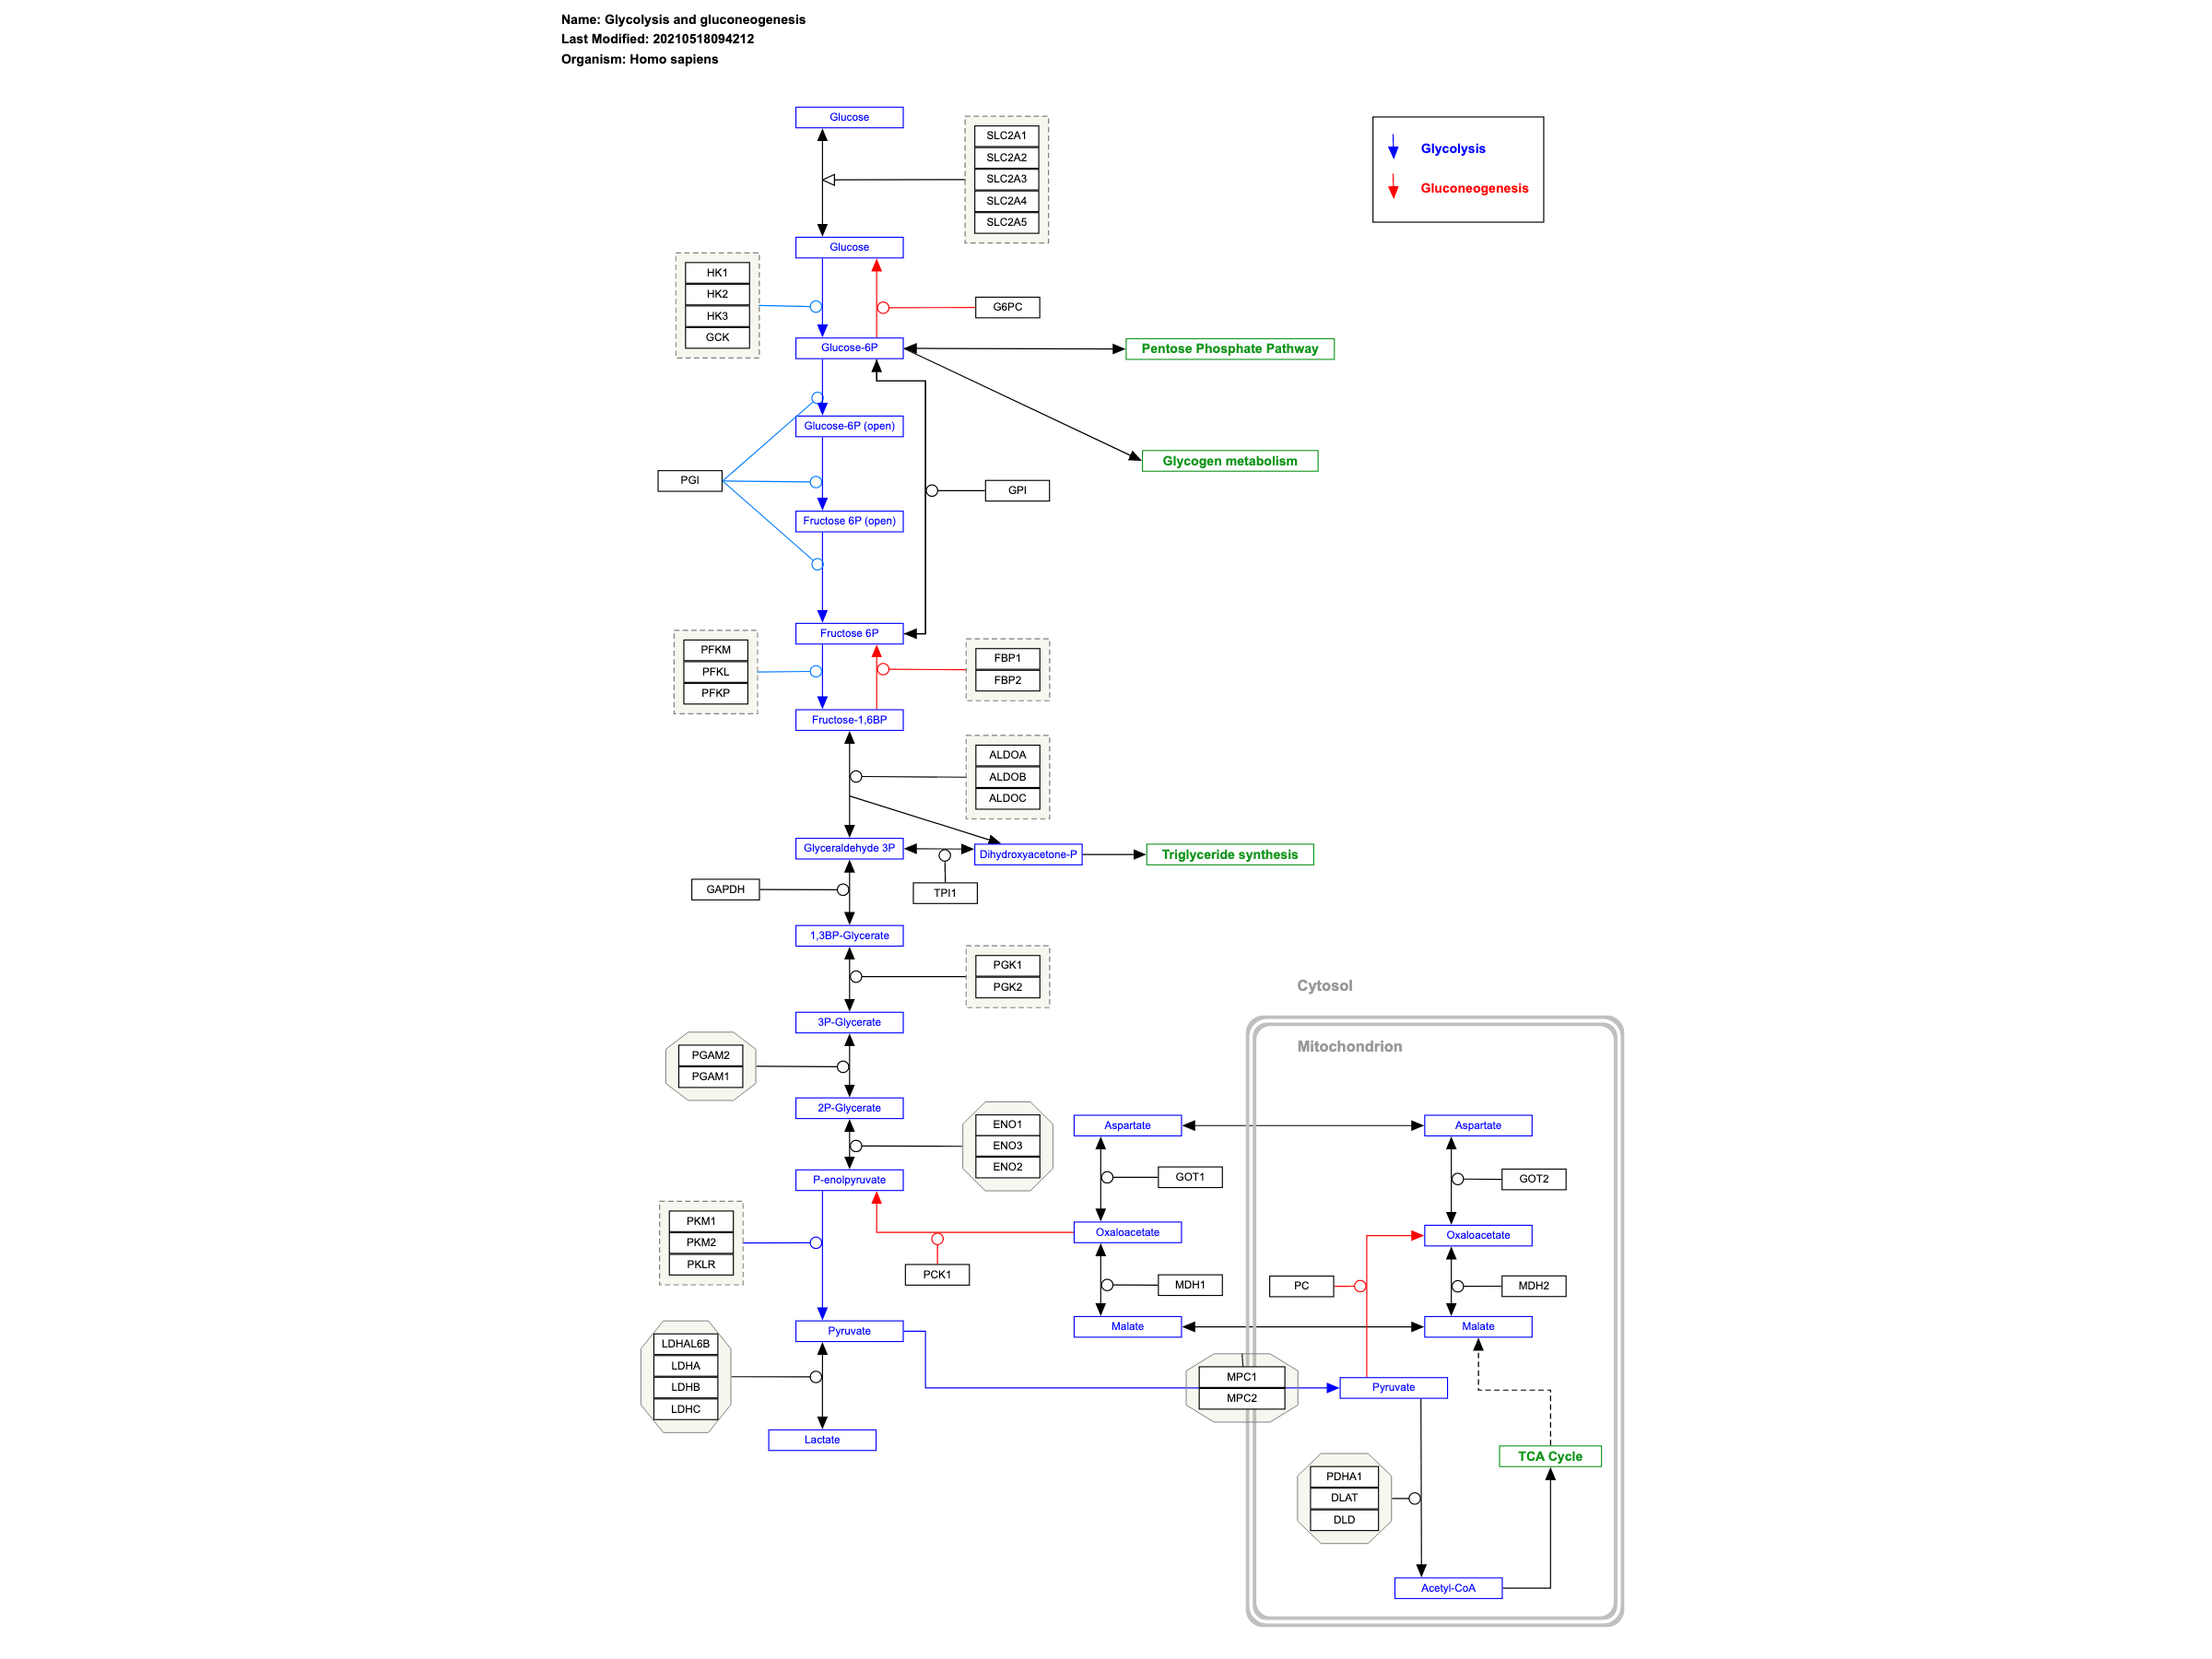 Name: Glycolysis and gluconeogenesis
Last Modified: 20210518094212
Organism: Homo sapiens
Glucose
SLC2A1
SLC2A2
SLC2A3
SLC2A4
SLC2A5
Glycolysis
Gluconeogenesis
Glucose
HK1
HK2
HK3
GCK
G6PC
Glucose-6P
Pentose Phosphate Pathway
Glucose-6P (open)
Glycogen metabolism
PGI
GPI
Fructose 6P (open)
Fructose 6P
PFKM
PFKL
PFKP
FBP1
FBP2
Fructose-1,6BP
ALDOA
ALDOB
ALDOC
Glyceraldehyde 3P
Dihydroxyacetone-P
Triglyceride synthesis
GAPDH
TPI1
1,3BP-Glycerate
PGK1
PGK2
Cytosol
3P-Glycerate
Mitochondrion
PGAM2
PGAM1
2P-Glycerate
ENO1
ENO3
ENO2
Aspartate
Aspartate
GOT1
GOT2
P-enolpyruvate
PKM1
PKM2
PKLR
Oxaloacetate
Oxaloacetate
PCK1
MDH1
PC
MDH2
Pyruvate
Malate
Malate
LDHAL6B
LDHA
LDHB
LDHC
MPC1
MPC2
Pyruvate
Lactate
TCA Cycle
PDHA1
DLAT
DLD
Acetyl-CoA